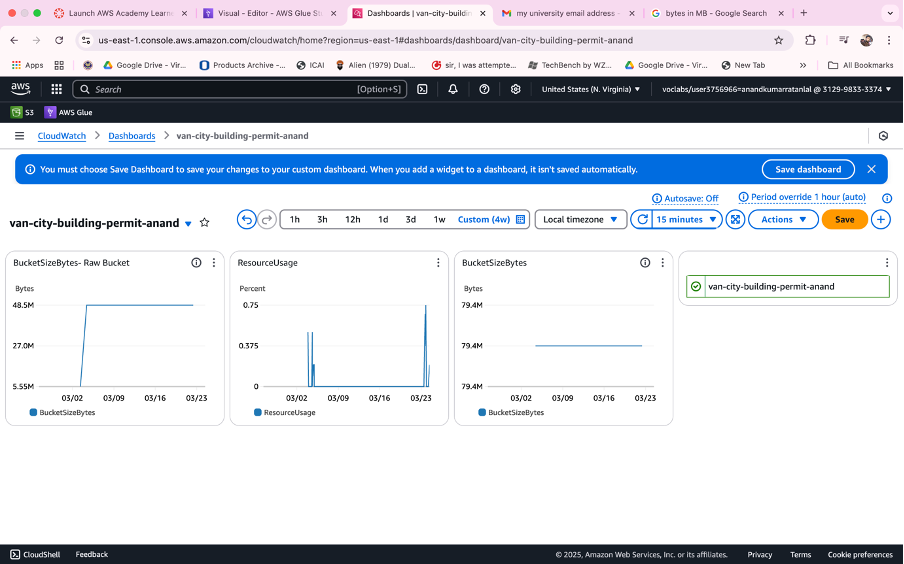 Launch AWS Academy Learn
Visual - Editor - AWS Glue St
Dashboards | van-city-buildin
my university email address -
bytes in MB - Google Search
us-east-1.console.aws.amazon.com/cloudwatch/home?region=us-east-1#dashboards/dashboard/van-city-building-permit-anand
Apps
Google Drive - Vir...
Products Archive -...
ICAI
Alien (1979) Dual...
sir, I was attempte...
TechBench by WZ...
Google Drive - Vir...
New Tab
All Bookmarks
aws
Search
[Option+S]
United States (N. Virginia)
voclabs/user3756966=anandkumarratanlal @ 3129-9833-3374
S3
AWS Glue
CloudWatch
Dashboards
van-city-building-permit-anand
You must choose Save Dashboard to save your changes to your custom dashboard. When you add a widget to a dashboard, it isn't saved automatically.
Save dashboard
Autosave: Off
Period override 1 hour (auto)
van-city-building-permit-anand
1h 3h 12h 1d 3d 1w Custom (4w)
Local timezone
15 minutes
Actions
Save
BucketSizeBytes- Raw Bucket
Bytes
48.5M
27.0M
5.55M
03/02 03/09 03/16 03/23
BucketSizeBytes
ResourceUsage
Percent
0.75
0.375
0
03/02 03/09 03/16 03/23
ResourceUsage
BucketSizeBytes
Bytes
79.4M
79.4M
79.4M
03/02 03/09 03/16 03/23
BucketSizeBytes
van-city-building-permit-anand
CloudShell
Feedback
© 2025, Amazon Web Services, Inc. or its affiliates.
Privacy
Terms
Cookie preferences